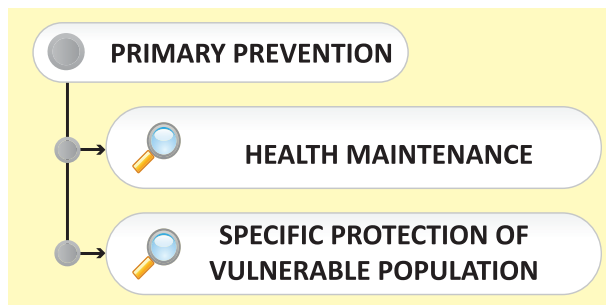 PRIMARY PREVENTION
HEALTH MAINTENANCE
SPECIFIC PROTECTION OF
VULNERABLE POPULATION